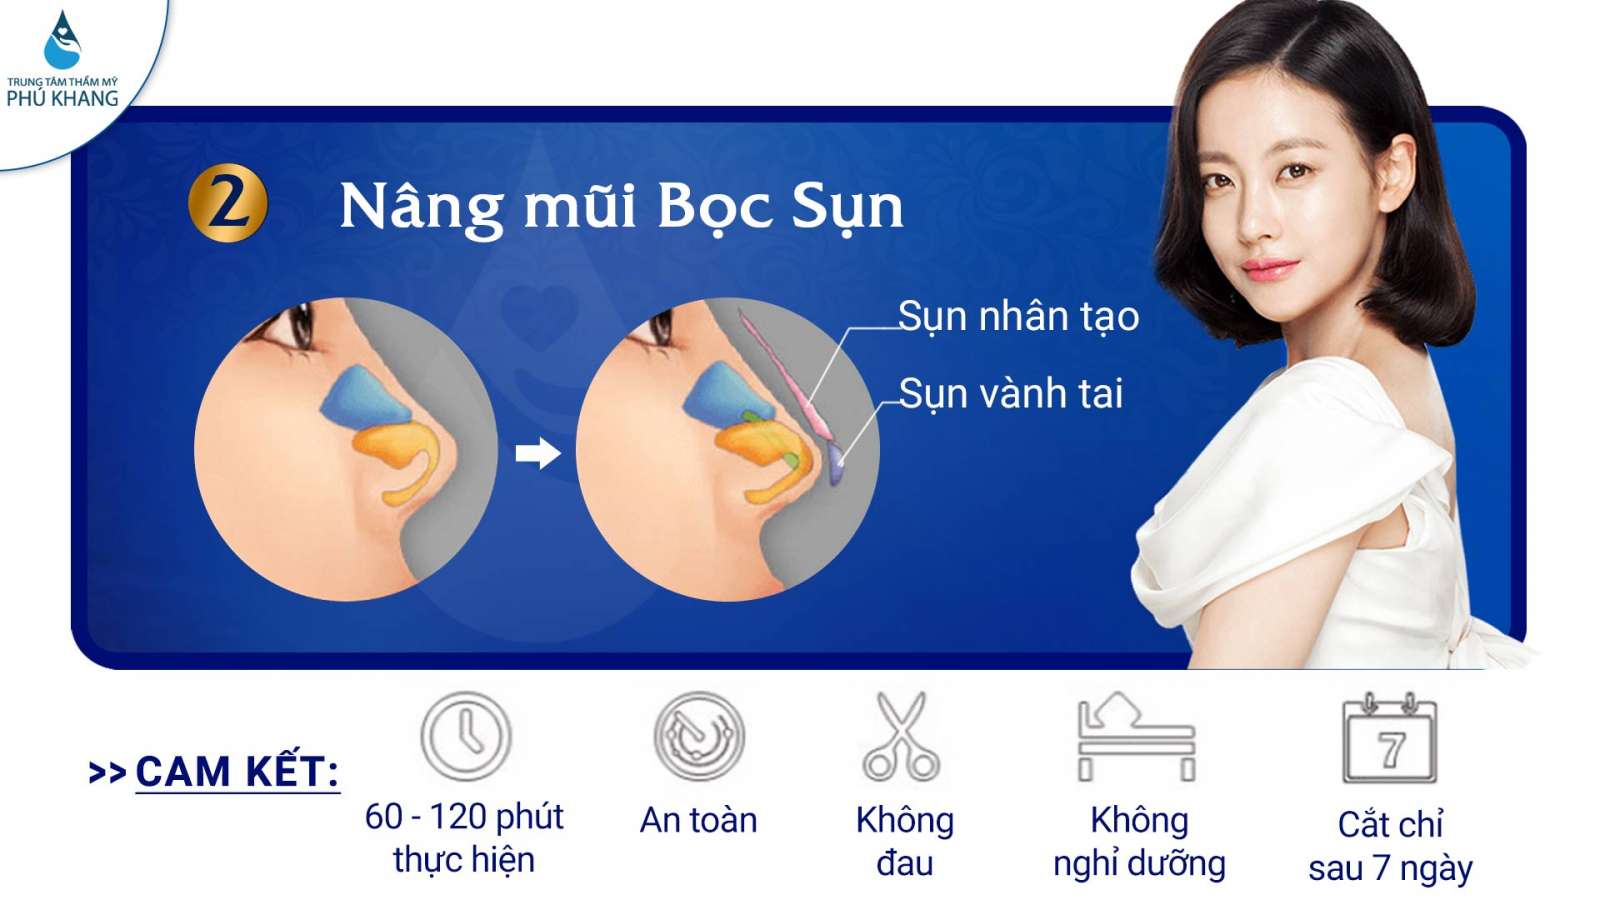 TRUNG TÂM THẨM MỸ
PHÚ KHANG
2 Nâng mũi Bọc Sụn
Sụn nhân tạo
Sụn vành tai
>> CAM KẾT:
60 - 120 phút
thực hiện
An toàn
Không
đau
Không
nghỉ dưỡng
7
Cắt chỉ
sau 7 ngày